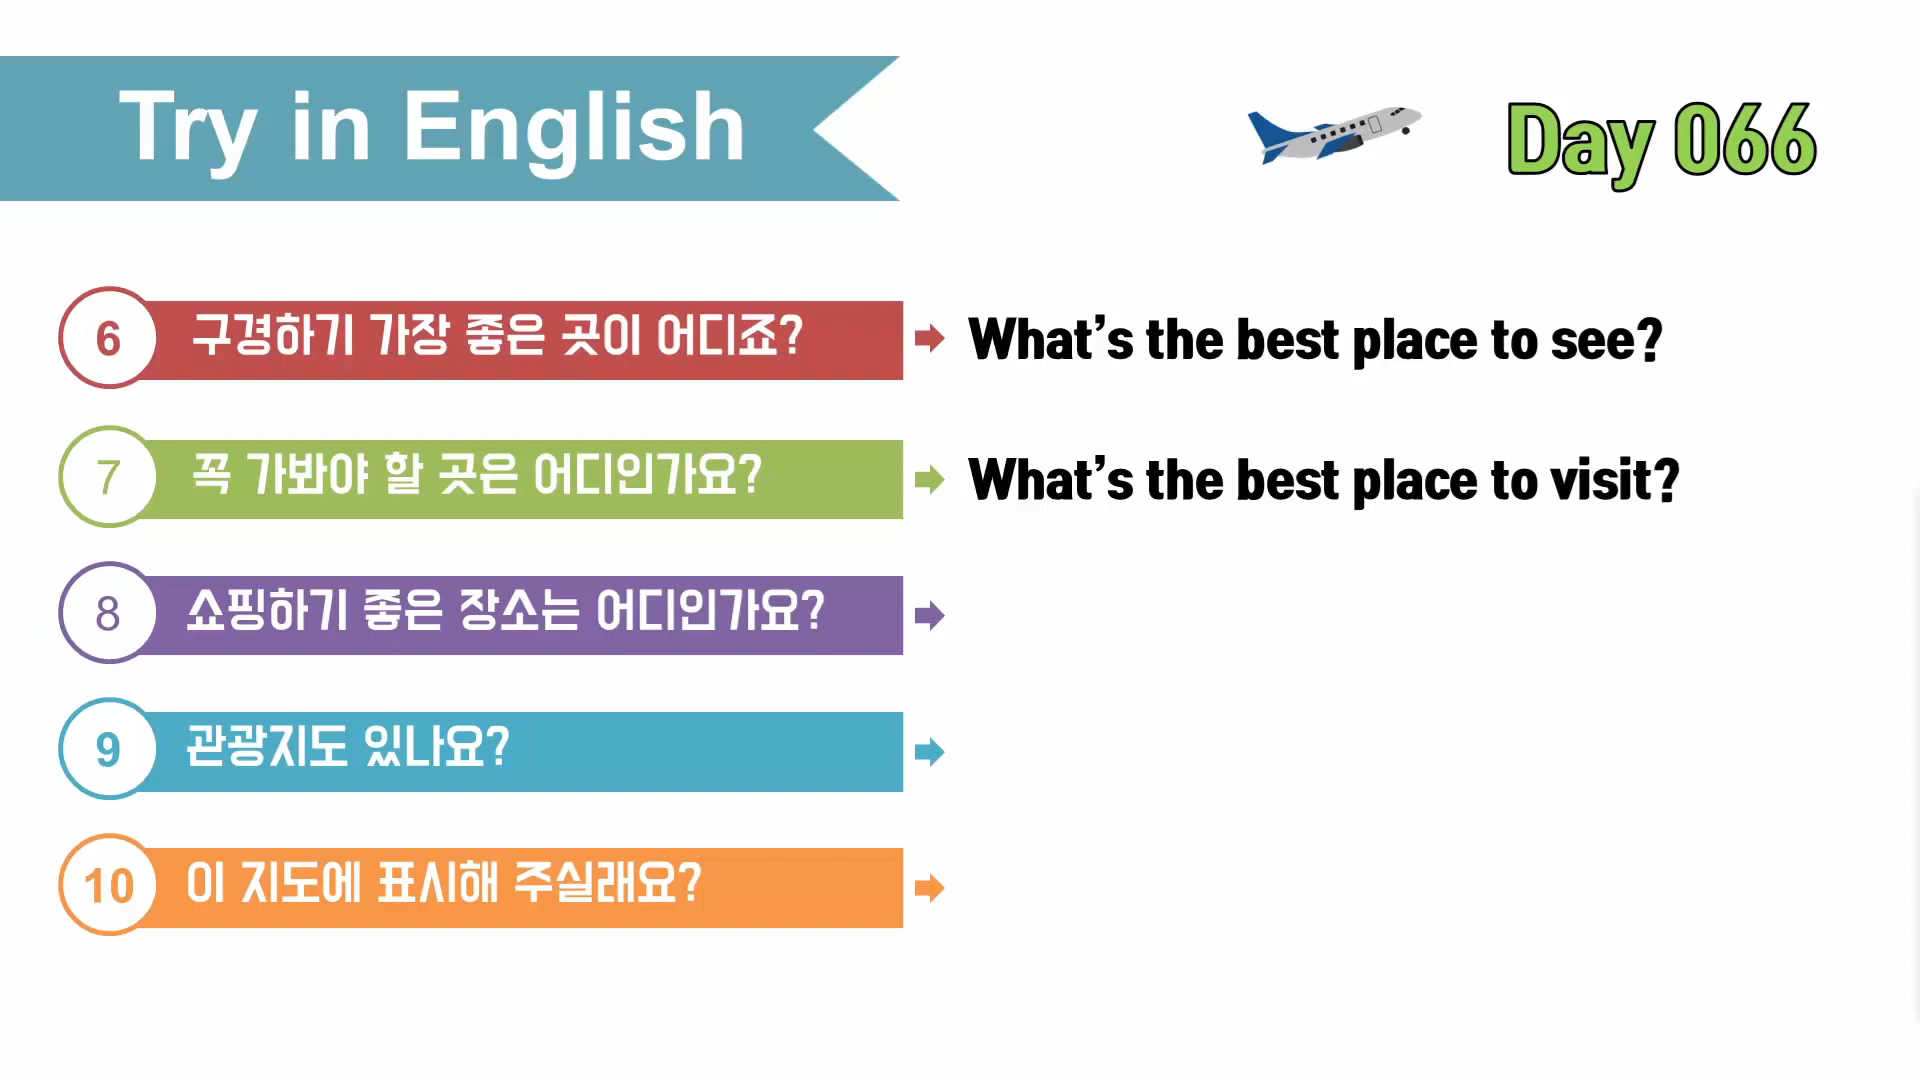 Try in English
Day 066
6 구경하기 가장 좋은 곳이 어디죠? What's the best place to see?
7 꼭 가봐야 할 곳은 어디인가요? What's the best place to visit?
8 쇼핑하기 좋은 장소는 어디인가요?
9 관광지도 있나요?
10 이 지도에 표시해 주실래요?